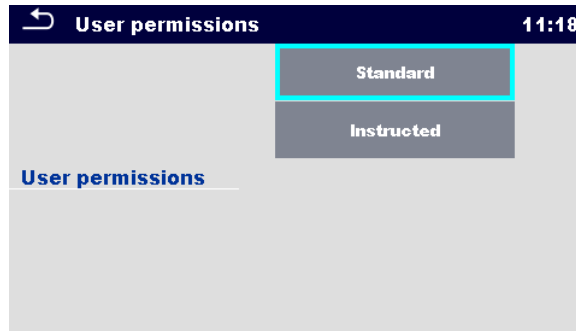 User permissions 11:18
Standard
Instructed
User permissions